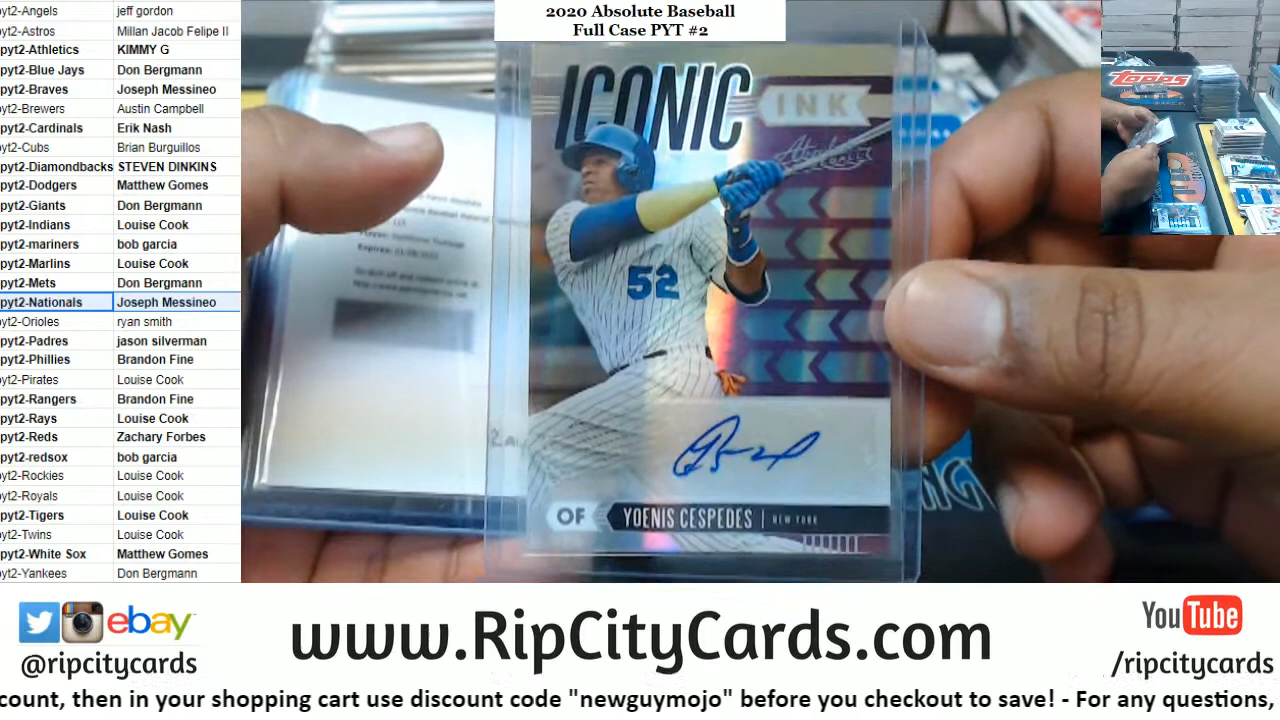 pyt2-Angels jeff gordon
pyt2-Astros Millan Jacob Felipe II
pyt2-Athletics KIMMY G
pyt2-Blue Jays Don Bergmann
pyt2-Braves Joseph Messineo
pyt2-Brewers Austin Campbell
pyt2-Cardinals Erik Nash
pyt2-Cubs Brian Burguillos
pyt2-Diamondbacks STEVEN DINKINS
pyt2-Dodgers Matthew Gomes
pyt2-Giants Don Bergmann
pyt2-Indians Louise Cook
pyt2-mariners bob garcia
pyt2-Marlins Louise Cook
pyt2-Mets Don Bergmann
pyt2-Nationals Joseph Messineo
pyt2-Orioles ryan smith
pyt2-Padres jason silverman
pyt2-Phillies Brandon Fine
pyt2-Pirates Louise Cook
pyt2-Rangers Brandon Fine
pyt2-Rays Louise Cook
pyt2-Reds Zachary Forbes
pyt2-redsox bob garcia
pyt2-Rockies Louise Cook
pyt2-Royals Louise Cook
pyt2-Tigers Louise Cook
pyt2-Twins Louise Cook
pyt2-White Sox Matthew Gomes
pyt2-Yankees Don Bergmann
2020 Absolute Baseball
Full Case PYT #2
ICONIC
INK
Absolute
Baseball
52
OF YOENIS CESPEDES | NEW YORK
Topps
ebay
@ripcitycards
www.RipCityCards.com
YouTube
/ripcitycards
count, then in your shopping cart use discount code "newguymojo" before you checkout to save! - For any questions,